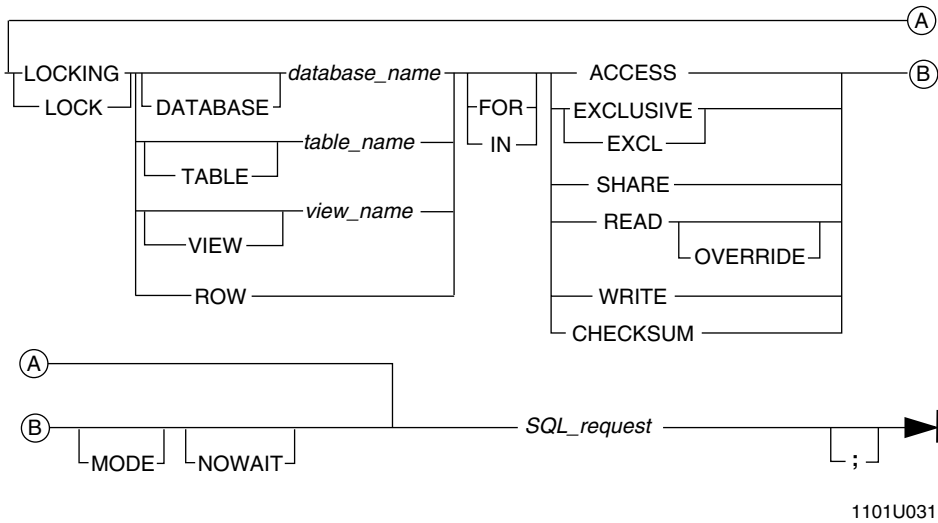 A
LOCKING database_name ACCESS B
LOCK DATABASE FOR EXCLUSIVE
table_name IN EXCL
TABLE SHARE
view_name READ
VIEW OVERRIDE
ROW WRITE
CHECKSUM
A
B SQL_request
MODE NOWAIT ;
1101U031